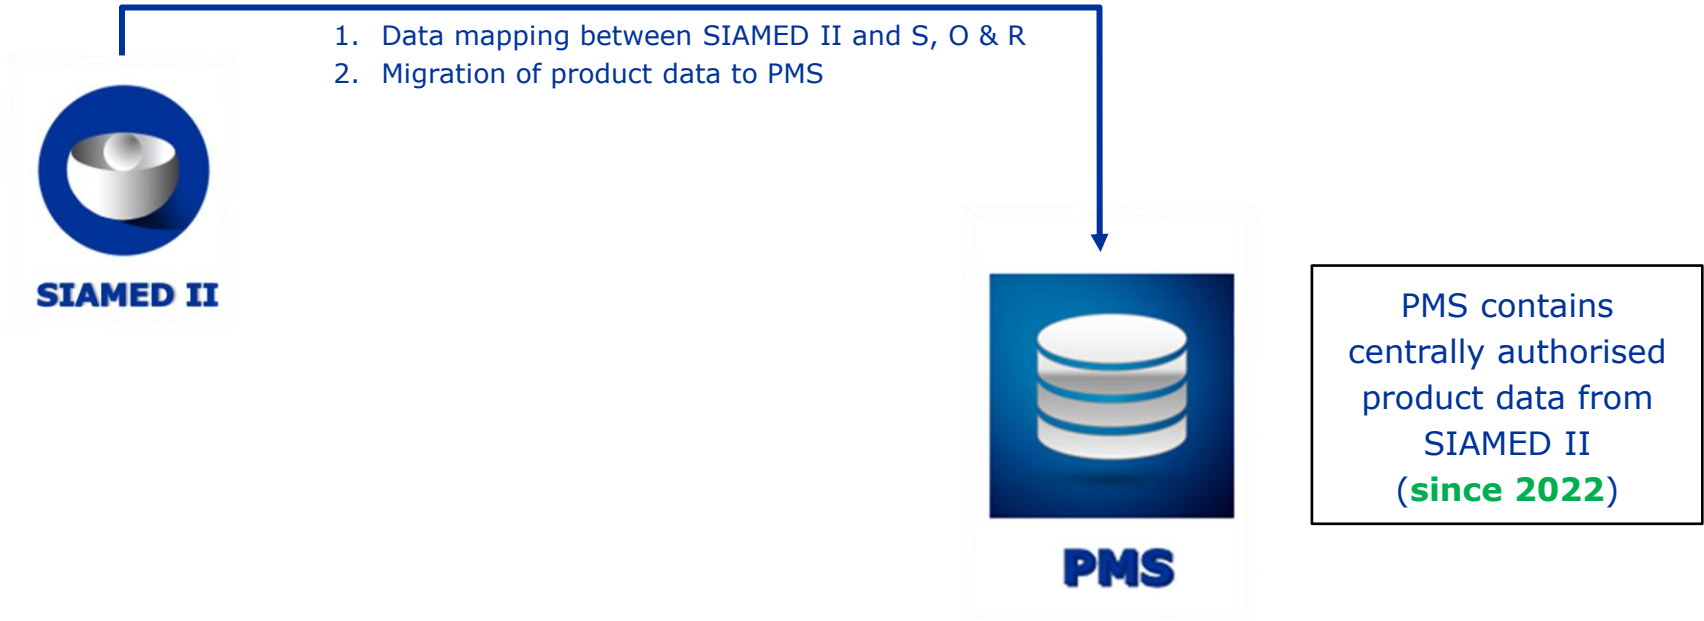 1. Data mapping between SIAMED II and S, O & R
2. Migration of product data to PMS
SIAMED II
PMS
PMS contains
centrally authorised
product data from
SIAMED II
(since 2022)